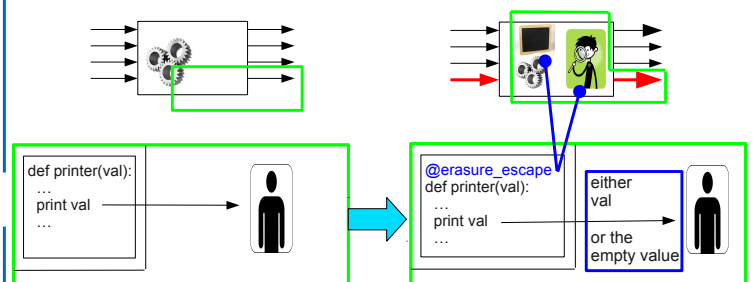 def printer(val):
…
print val
…
@erasure_escape
def printer(val):
…
print val
…
either
val
or the
empty value